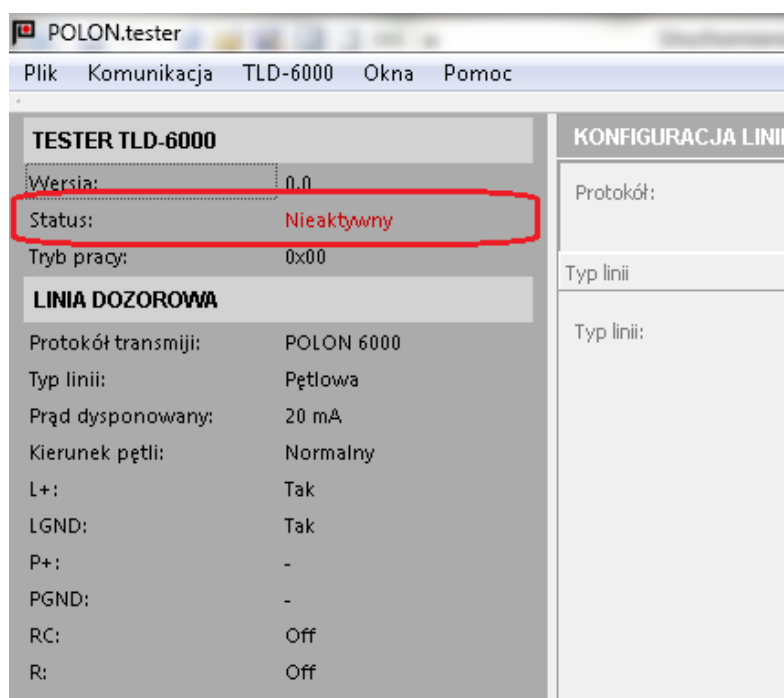 POLON.tester
Plik Komunikacja TLD-6000 Okna Pomoc
TESTER TLD-6000
Wersja: 0.0
Status: Nieaktywny
Tryb pracy: 0x00
LINIA DOZOROWA
Protokół transmiji: POLON 6000
Typ linii: Pętlowa
Prąd dysponowany: 20 mA
Kierunek pętli: Normalny
L+: Tak
LGND: Tak
P+: -
PGND: -
RC: Off
R: Off
KONFIGURACJA LINII
Protokół:
Typ linii
Typ linii: